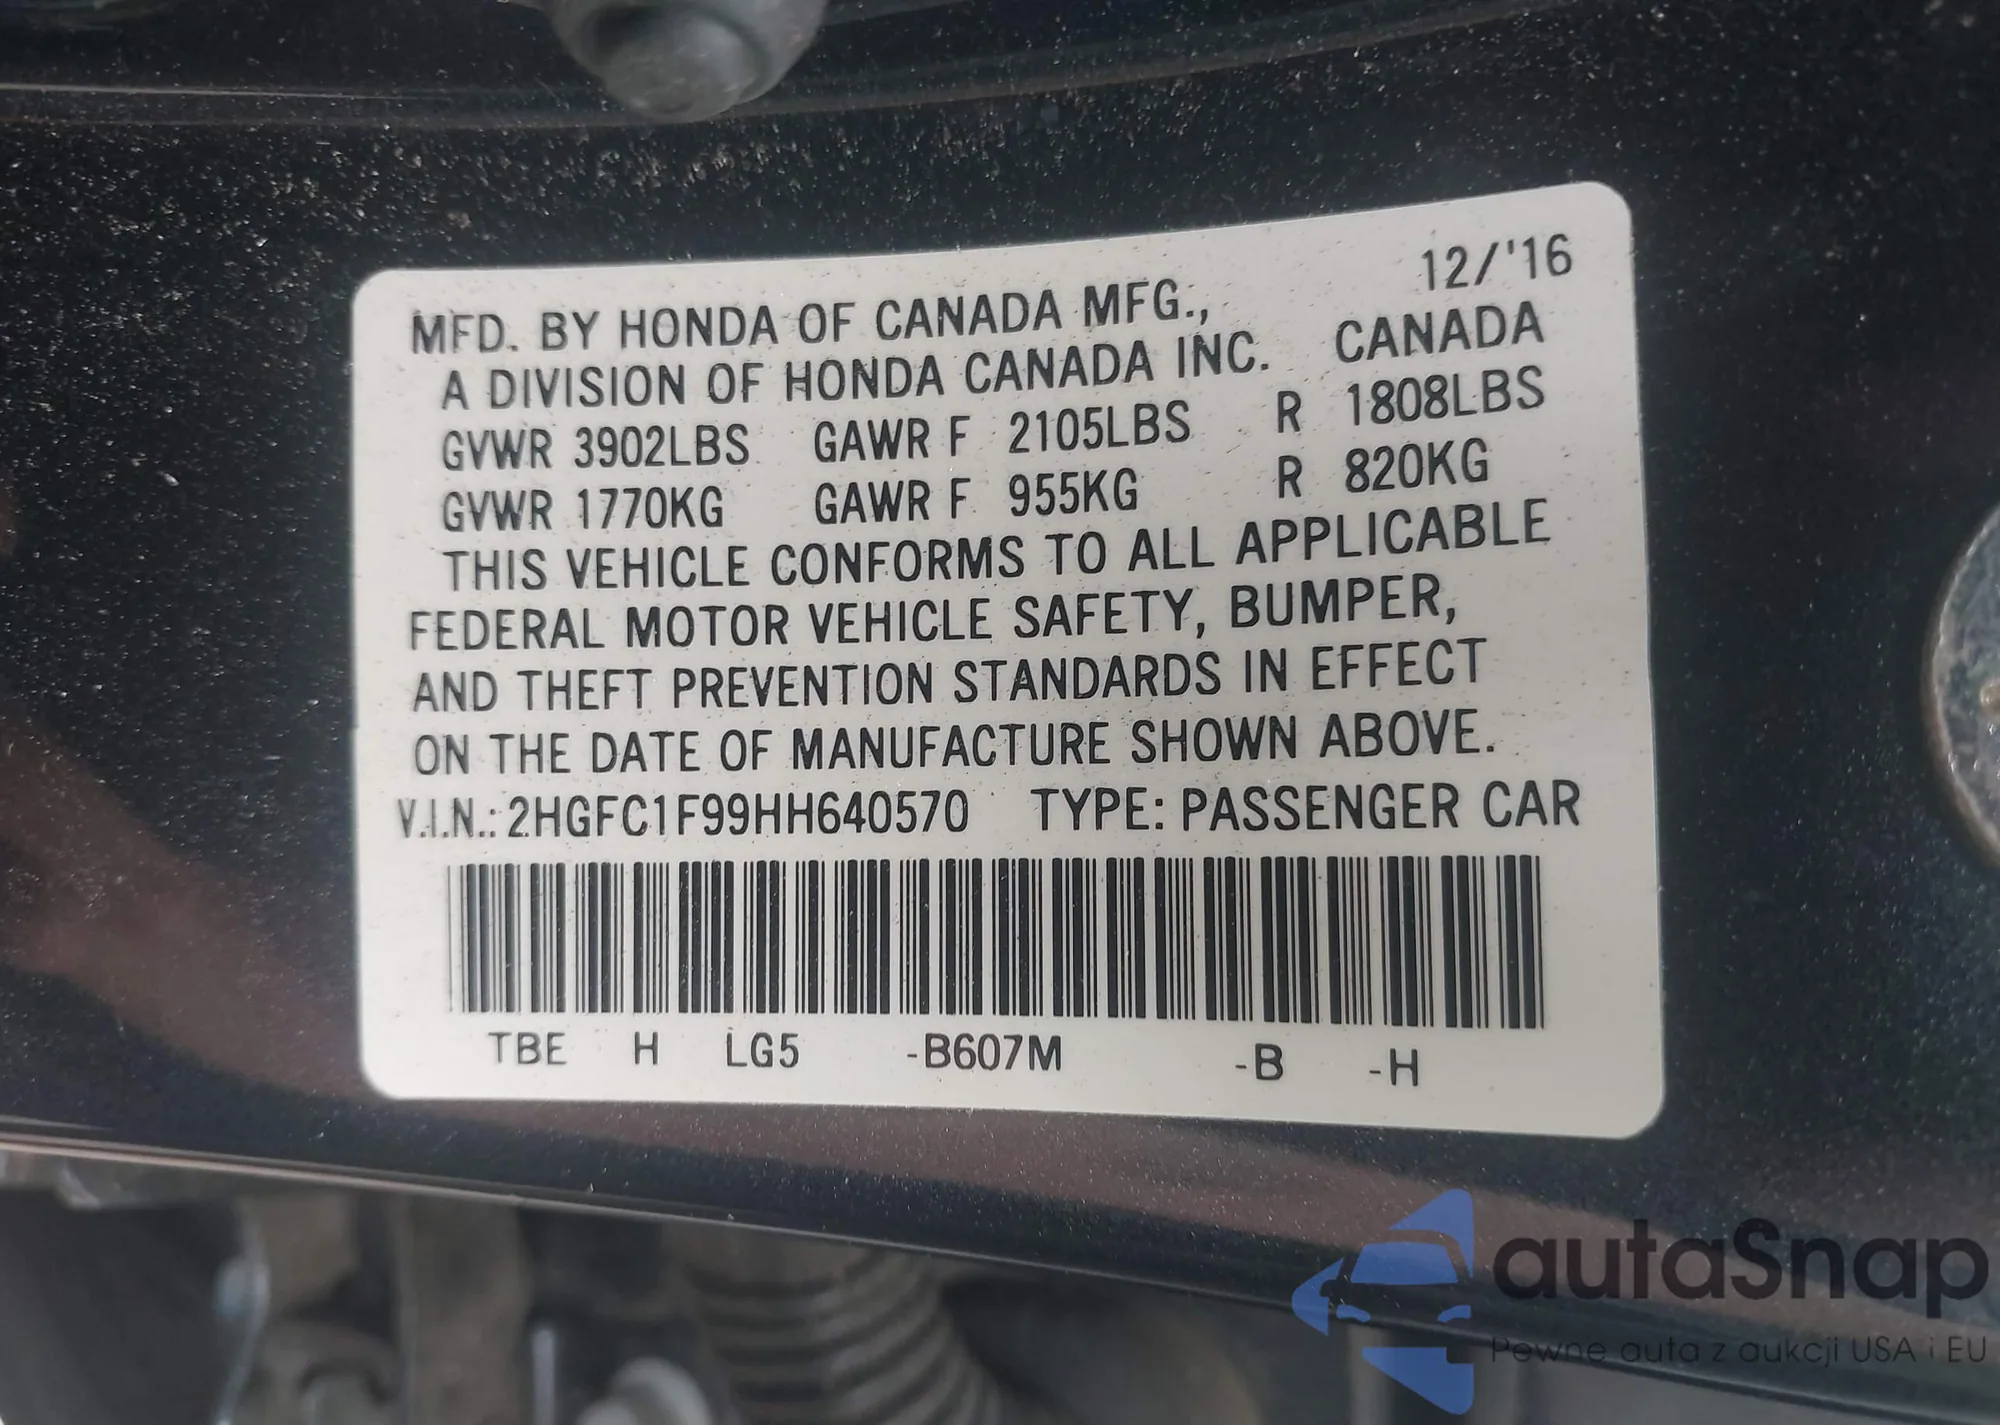 12/'16
MFD. BY HONDA OF CANADA MFG.,
A DIVISION OF HONDA CANADA INC. CANADA
GVWR 3902LBS GAWR F 2105LBS R 1808LBS
GVWR 1770KG GAWR F 955KG R 820KG
THIS VEHICLE CONFORMS TO ALL APPLICABLE
FEDERAL MOTOR VEHICLE SAFETY, BUMPER,
AND THEFT PREVENTION STANDARDS IN EFFECT
ON THE DATE OF MANUFACTURE SHOWN ABOVE.
V.I.N.: 2HGFC1F99HH640570 TYPE: PASSENGER CAR
TBE H LG5 -B607M -B -H
autaSnap
Pewne auta z aukcji USA i EU